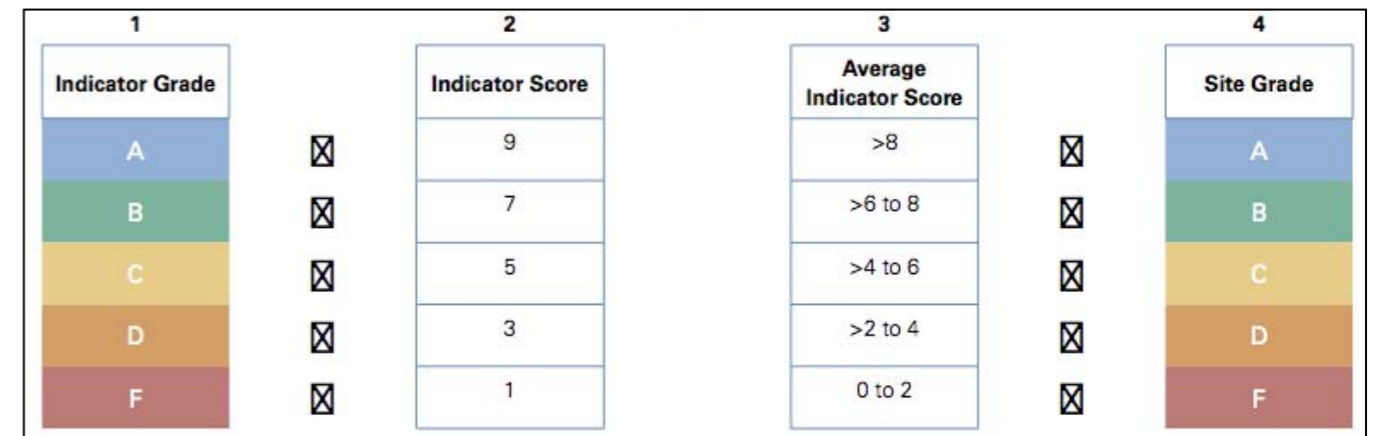 1 2 3 4
Indicator Grade Indicator Score Average Indicator Score Site Grade
A 9 >8 A
B 7 >6 to 8 B
C 5 >4 to 6 C
D 3 >2 to 4 D
F 1 0 to 2 F